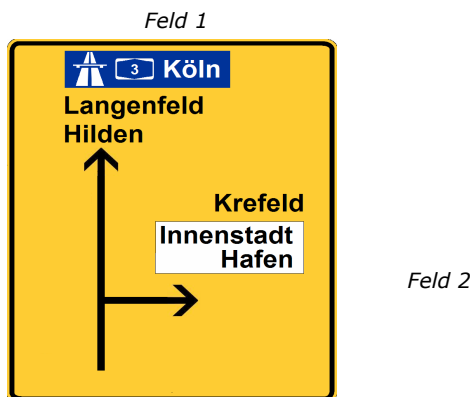 Feld 1
3 Köln
Langenfeld
Hilden
Krefeld
Innenstadt
Hafen
Feld 2